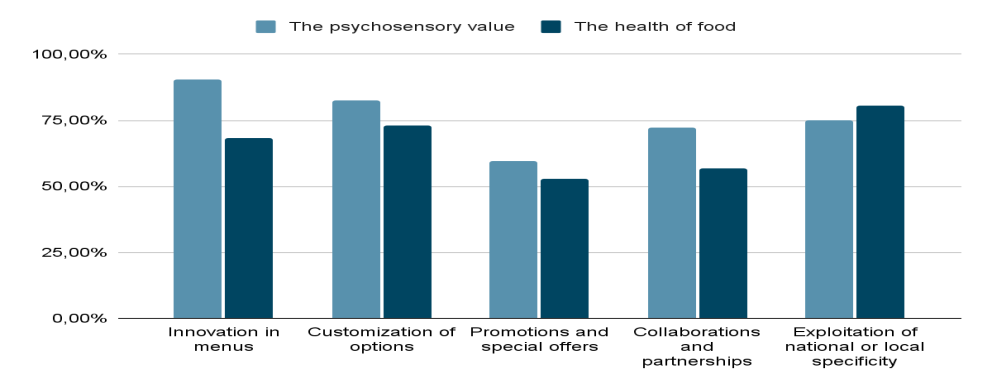 The psychosensory value
The health of food
100,00%
75,00%
50,00%
25,00%
0,00%
Innovation in
menus
Customization of
options
Promotions and
special offers
Collaborations
and
partnerships
Exploitation of
national or local
specificity